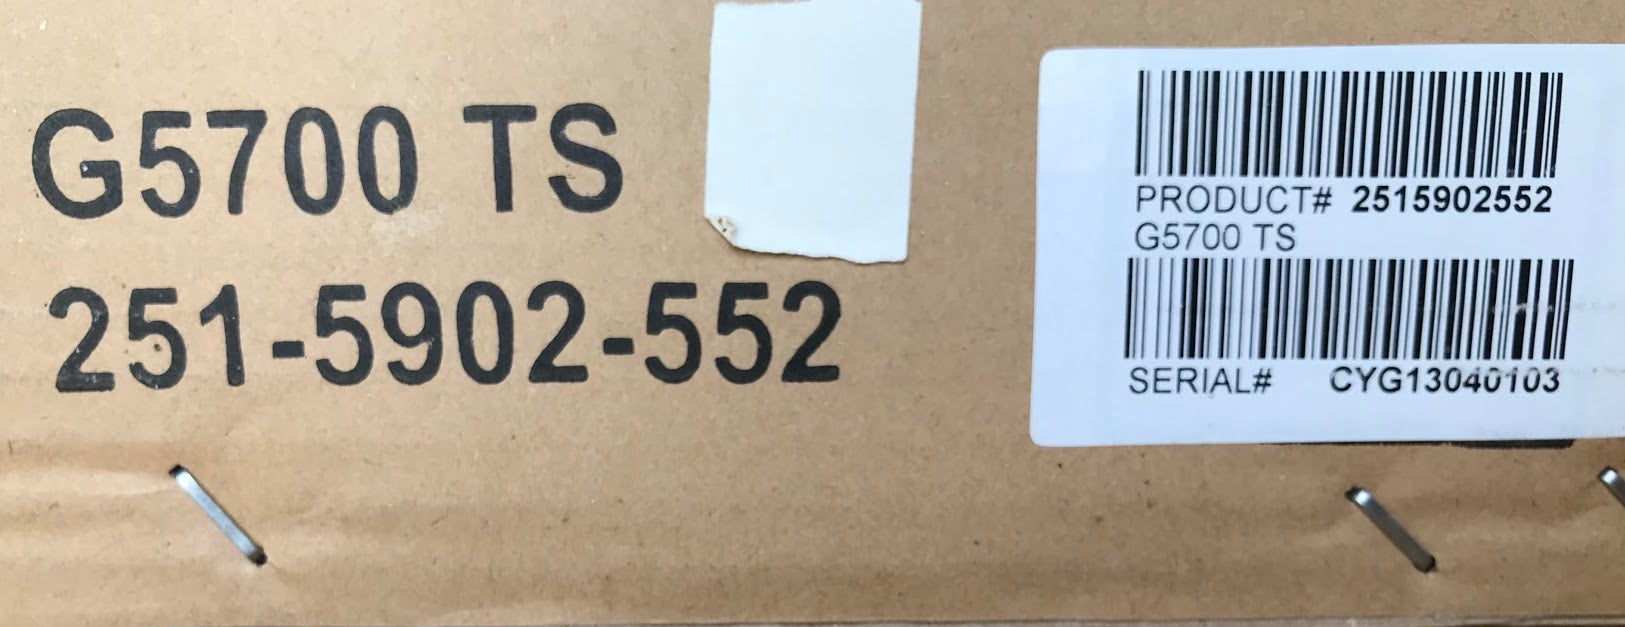 G5700 TS
251-5902-552
PRODUCT# 2515902552
G5700 TS
SERIAL# CYG13040103